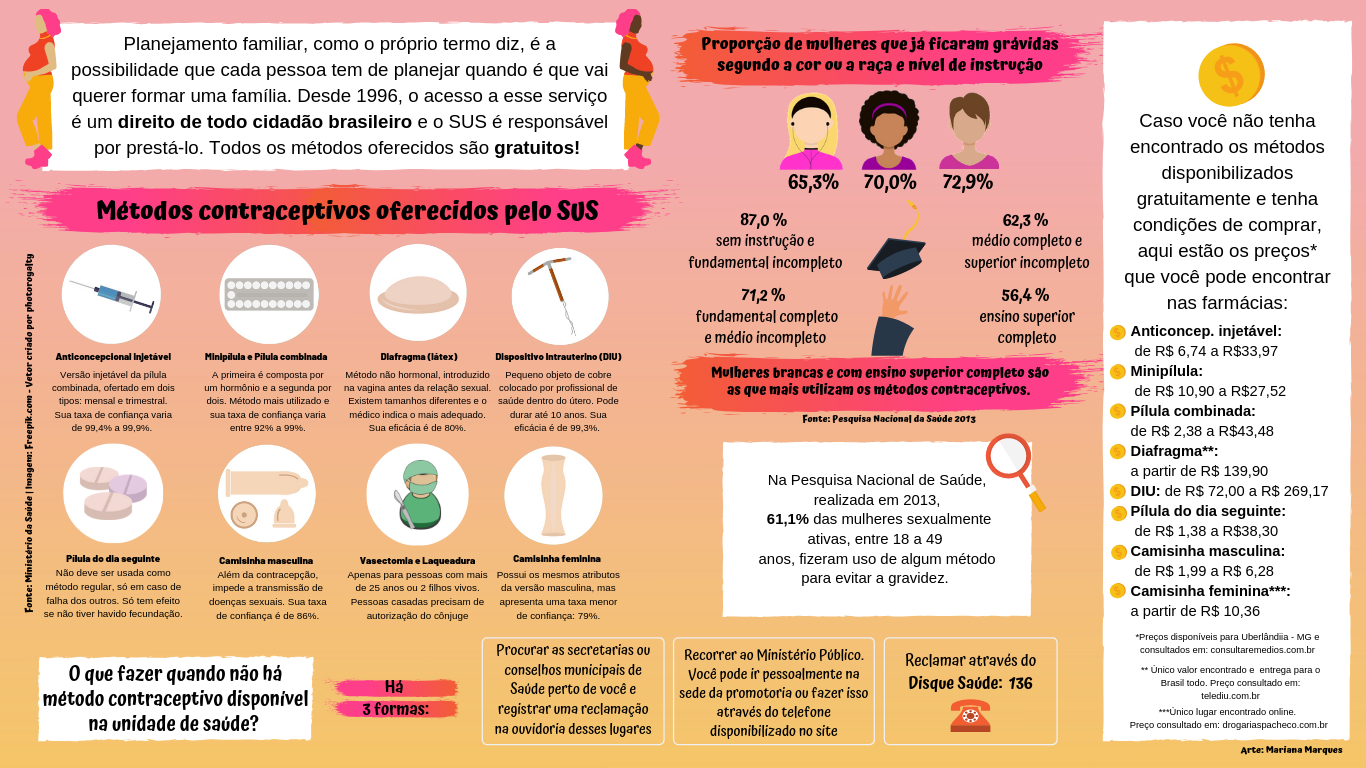 Planejamento familiar, como o próprio termo diz, é a
possibilidade que cada pessoa tem de planejar quando é que vai
querer formar uma família. Desde 1996, o acesso a esse serviço
é um direito de todo cidadão brasileiro e o SUS é responsável
por prestá-lo. Todos os métodos oferecidos são gratuitos!
Métodos contraceptivos oferecidos pelo SUS
Anticoncepcional Injetável
Versão injetável da pílula
combinada, ofertado em dois
tipos: mensal e trimestral.
Sua taxa de confiança varia
de 99,4% a 99,9%.
Minipílula e Pílula combinada
A primeira é composta por
um hormônio e a segunda por
dois. Método mais utilizado e
sua taxa de confiança varia
entre 92% a 99%.
Diafragma (látex)
Método não hormonal, introduzido
na vagina antes da relação sexual.
Existem tamanhos diferentes e o
médico indica o mais adequado.
Sua eficácia é de 80%.
Dispositivo Intrauterino (DIU)
Pequeno objeto de cobre
colocado por profissional de
saúde dentro do útero. Pode
durar até 10 anos. Sua
eficácia é de 99,3%.
Pílula do dia seguinte
Não deve ser usada como
método regular, só em caso de
falha dos outros. Só tem efeito
se não tiver havido fecundação.
Camisinha masculina
Além da contracepção,
impede a transmissão de
doenças sexuais. Sua taxa
de confiança é de 86%.
Vasectomia e Laqueadura
Apenas para pessoas com mais
de 25 anos ou 2 filhos vivos.
Pessoas casadas precisam de
autorização do cônjuge
Camisinha feminina
Possui os mesmos atributos
da versão masculina, mas
apresenta uma taxa menor
de confiança: 79%.
Fonte: Ministério da Saúde | Imagem: Freepik.com - Vetor criado por photoroyalty
Proporção de mulheres que já ficaram grávidas
segundo a cor ou a raça e nível de instrução
65,3% 70,0% 72,9%
87,0 %
sem instrução e
fundamental incompleto
62,3 %
médio completo e
superior incompleto
71,2 %
fundamental completo
e médio incompleto
56,4 %
ensino superior
completo
Mulheres brancas e com ensino superior completo são
as que mais utilizam os métodos contraceptivos.
Fonte: Pesquisa Nacional da Saúde 2013
Na Pesquisa Nacional de Saúde,
realizada em 2013,
61,1% das mulheres sexualmente
ativas, entre 18 a 49
anos, fizeram uso de algum método
para evitar a gravidez.
O que fazer quando não há
método contraceptivo disponível
na unidade de saúde?
Há
3 formas:
Procurar as secretarias ou
conselhos municipais de
Saúde perto de você e
registrar uma reclamação
na ouvidoria desses lugares
Recorrer ao Ministério Público.
Você pode ir pessoalmente na
sede da promotoria ou fazer isso
através do telefone
disponibilizado no site
Reclamar através do
Disque Saúde: 136
$
Caso você não tenha
encontrado os métodos
disponibilizados
gratuitamente e tenha
condições de comprar,
aqui estão os preços*
que você pode encontrar
nas farmácias:
$ Anticoncep. injetável:
de R$ 6,74 a R$33,97
$ Minipílula:
de R$ 10,90 a R$27,52
$ Pílula combinada:
de R$ 2,38 a R$43,48
$ Diafragma**:
a partir de R$ 139,90
$ DIU: de R$ 72,00 a R$ 269,17
$ Pílula do dia seguinte:
de R$ 1,38 a R$38,30
$ Camisinha masculina:
de R$ 1,99 a R$ 6,28
$ Camisinha feminina***:
a partir de R$ 10,36
*Preços disponíveis para Uberlândiia - MG e
consultados em: consultaremedios.com.br
** Único valor encontrado e entrega para o
Brasil todo. Preço consultado em:
telediu.com.br
***Único lugar encontrado online.
Preço consultado em: drogariaspacheco.com.br
Arte: Mariana Marques